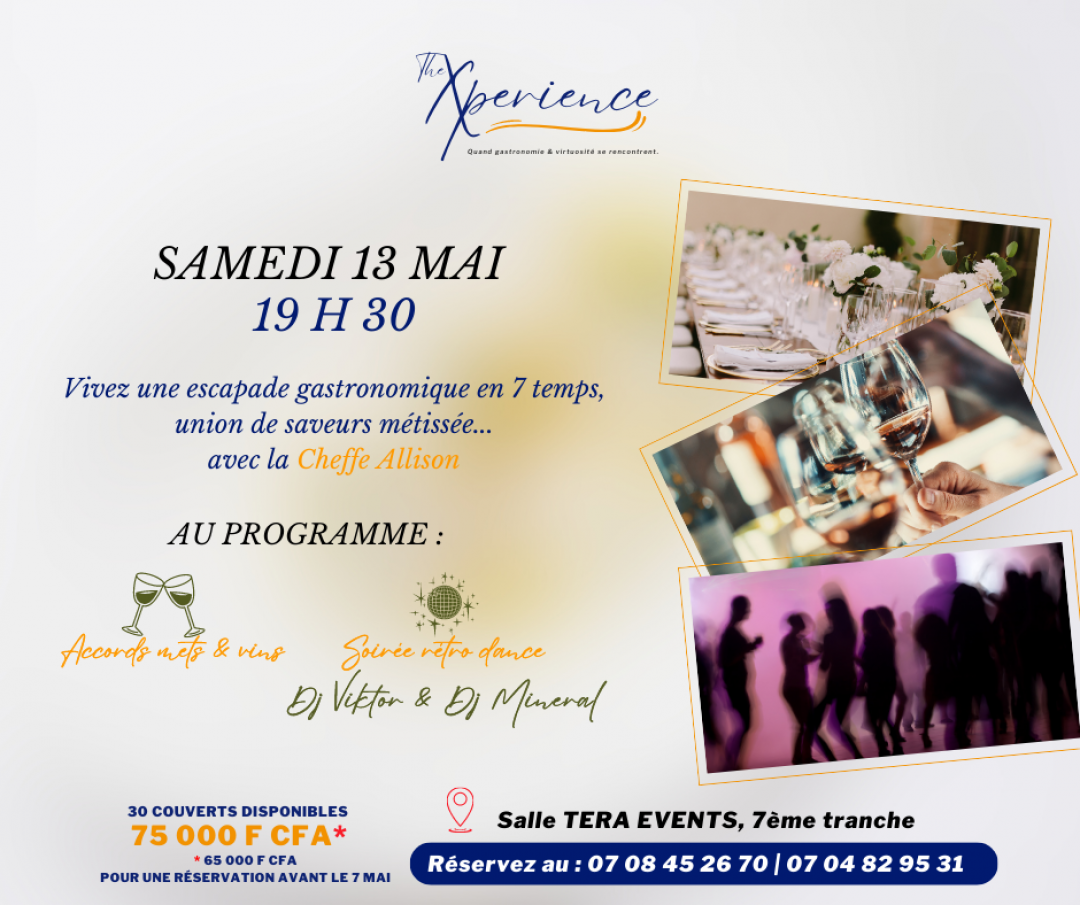 The Xperience
Quand gastronomie & virtuosité se rencontrent.
SAMEDI 13 MAI
19 H 30
Vivez une escapade gastronomique en 7 temps,
union de saveurs métissée...
avec la Cheffe Allison
AU PROGRAMME :
Accords mets & vins
Soirée rétro dance
Dj Viktor & Dj Mineral
30 COUVERTS DISPONIBLES
75 000 F CFA*
* 65 000 F CFA
POUR UNE RÉSERVATION AVANT LE 7 MAI
Salle TERA EVENTS, 7ème tranche
Réservez au : 07 08 45 26 70 | 07 04 82 95 31